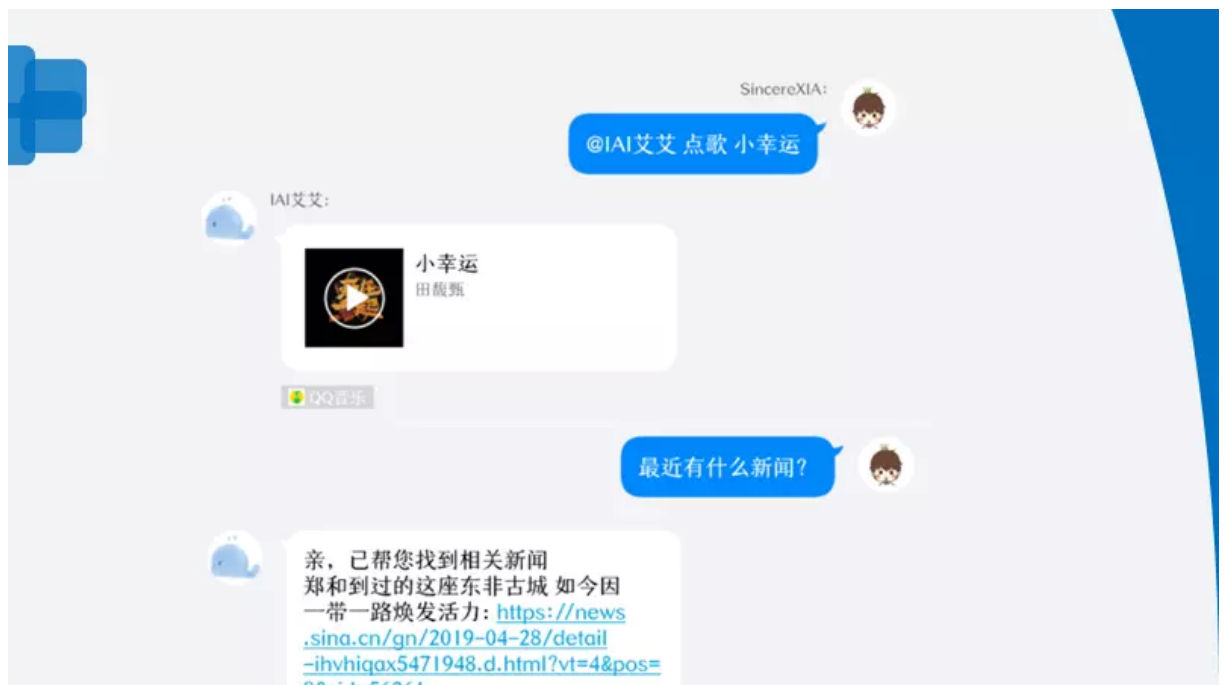 SincereXIA:
@IAI艾艾 点歌 小幸运
IAI艾艾:
小幸运
田馥甄
QQ音乐
最近有什么新闻?
亲，已帮您找到相关新闻
郑和到过的这座东非古城 如今因
一带一路焕发活力: https://news
.sina.cn/gn/2019-04-28/detail
-ihvhiqax5471948.d.html?vt=4&pos=